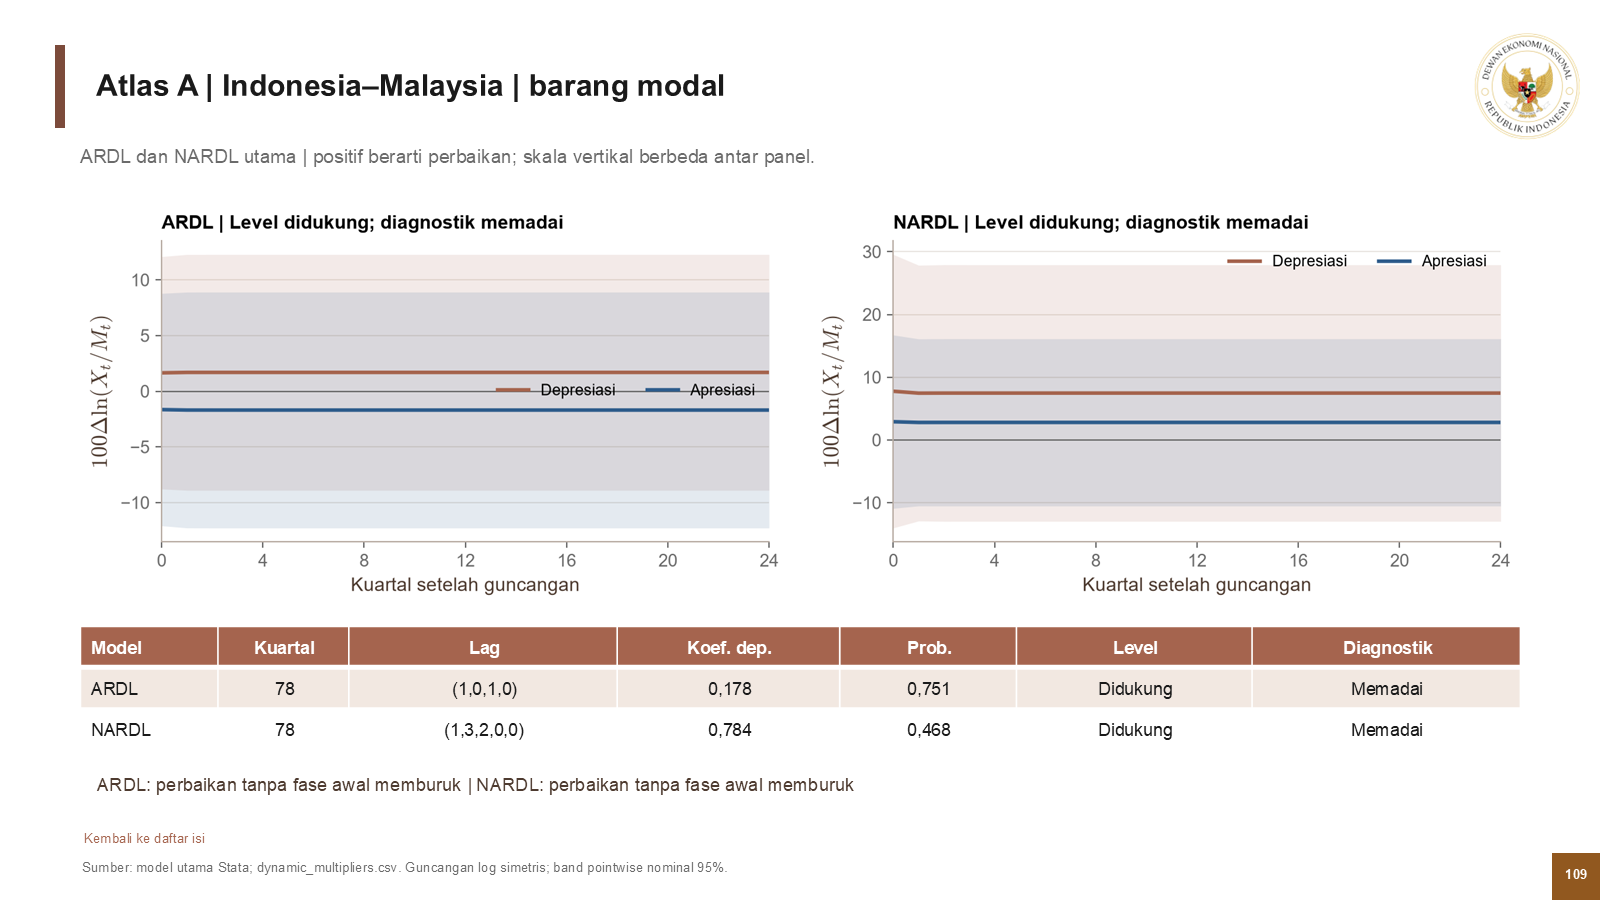 Atlas A | Indonesia–Malaysia | barang modal
DEWAN EKONOMI NASIONAL
REPUBLIK INDONESIA
ARDL dan NARDL utama | positif berarti perbaikan; skala vertikal berbeda antar panel.
ARDL | Level didukung; diagnostik memadai
100Δln(Xₜ/Mₜ)
10
5
0
−5
−10
Depresiasi Apresiasi
0 4 8 12 16 20 24
Kuartal setelah guncangan
NARDL | Level didukung; diagnostik memadai
100Δln(Xₜ/Mₜ)
30
20
10
0
−10
Depresiasi Apresiasi
0 4 8 12 16 20 24
Kuartal setelah guncangan
Model Kuartal Lag Koef. dep. Prob. Level Diagnostik
ARDL 78 (1,0,1,0) 0,178 0,751 Didukung Memadai
NARDL 78 (1,3,2,0,0) 0,784 0,468 Didukung Memadai
ARDL: perbaikan tanpa fase awal memburuk | NARDL: perbaikan tanpa fase awal memburuk
Kembali ke daftar isi
Sumber: model utama Stata; dynamic_multipliers.csv. Guncangan log simetris; band pointwise nominal 95%.
109